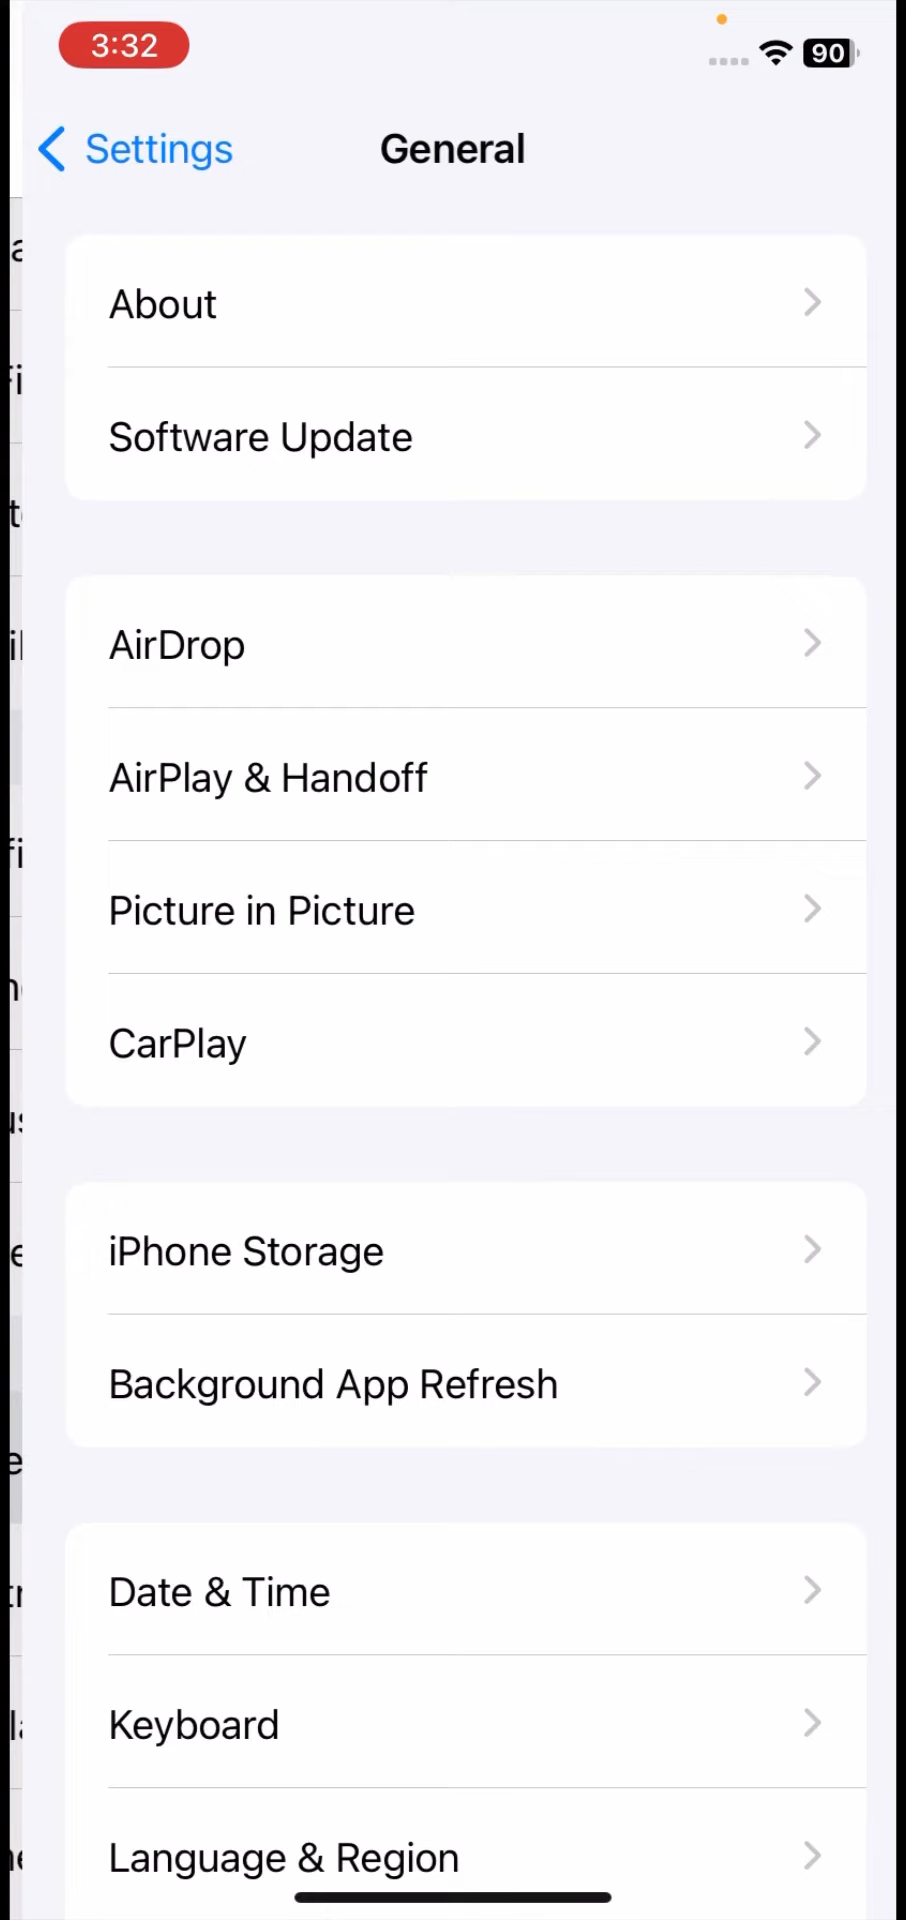 3:32
90
Settings
General
About
Software Update
AirDrop
AirPlay & Handoff
Picture in Picture
CarPlay
iPhone Storage
Background App Refresh
Date & Time
Keyboard
Language & Region